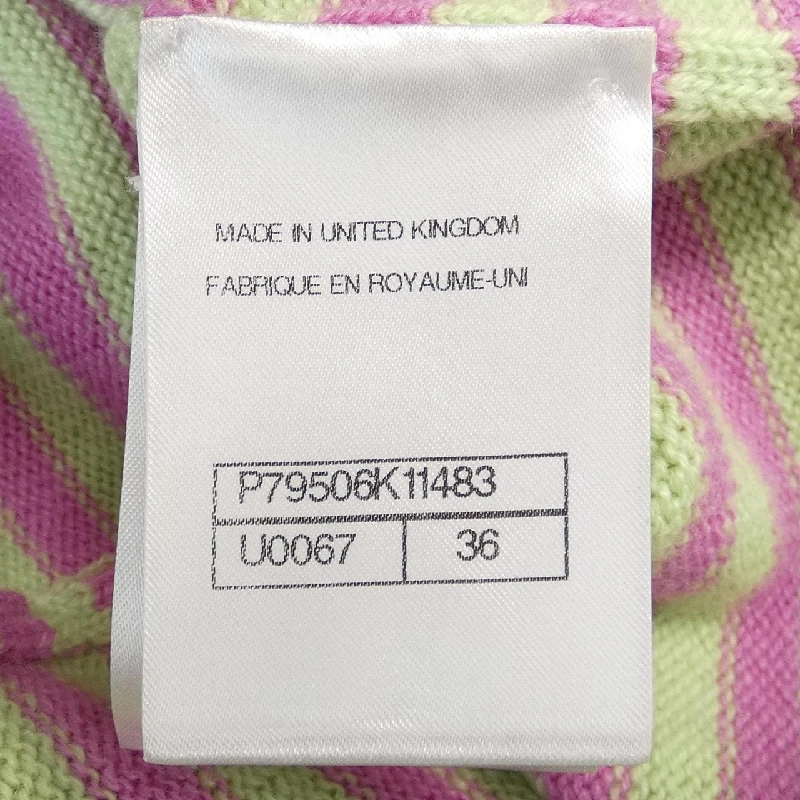 MADE IN UNITED KINGDOM
FABRIQUE EN ROYAUME-UNI
P79506K11483
U0067 36